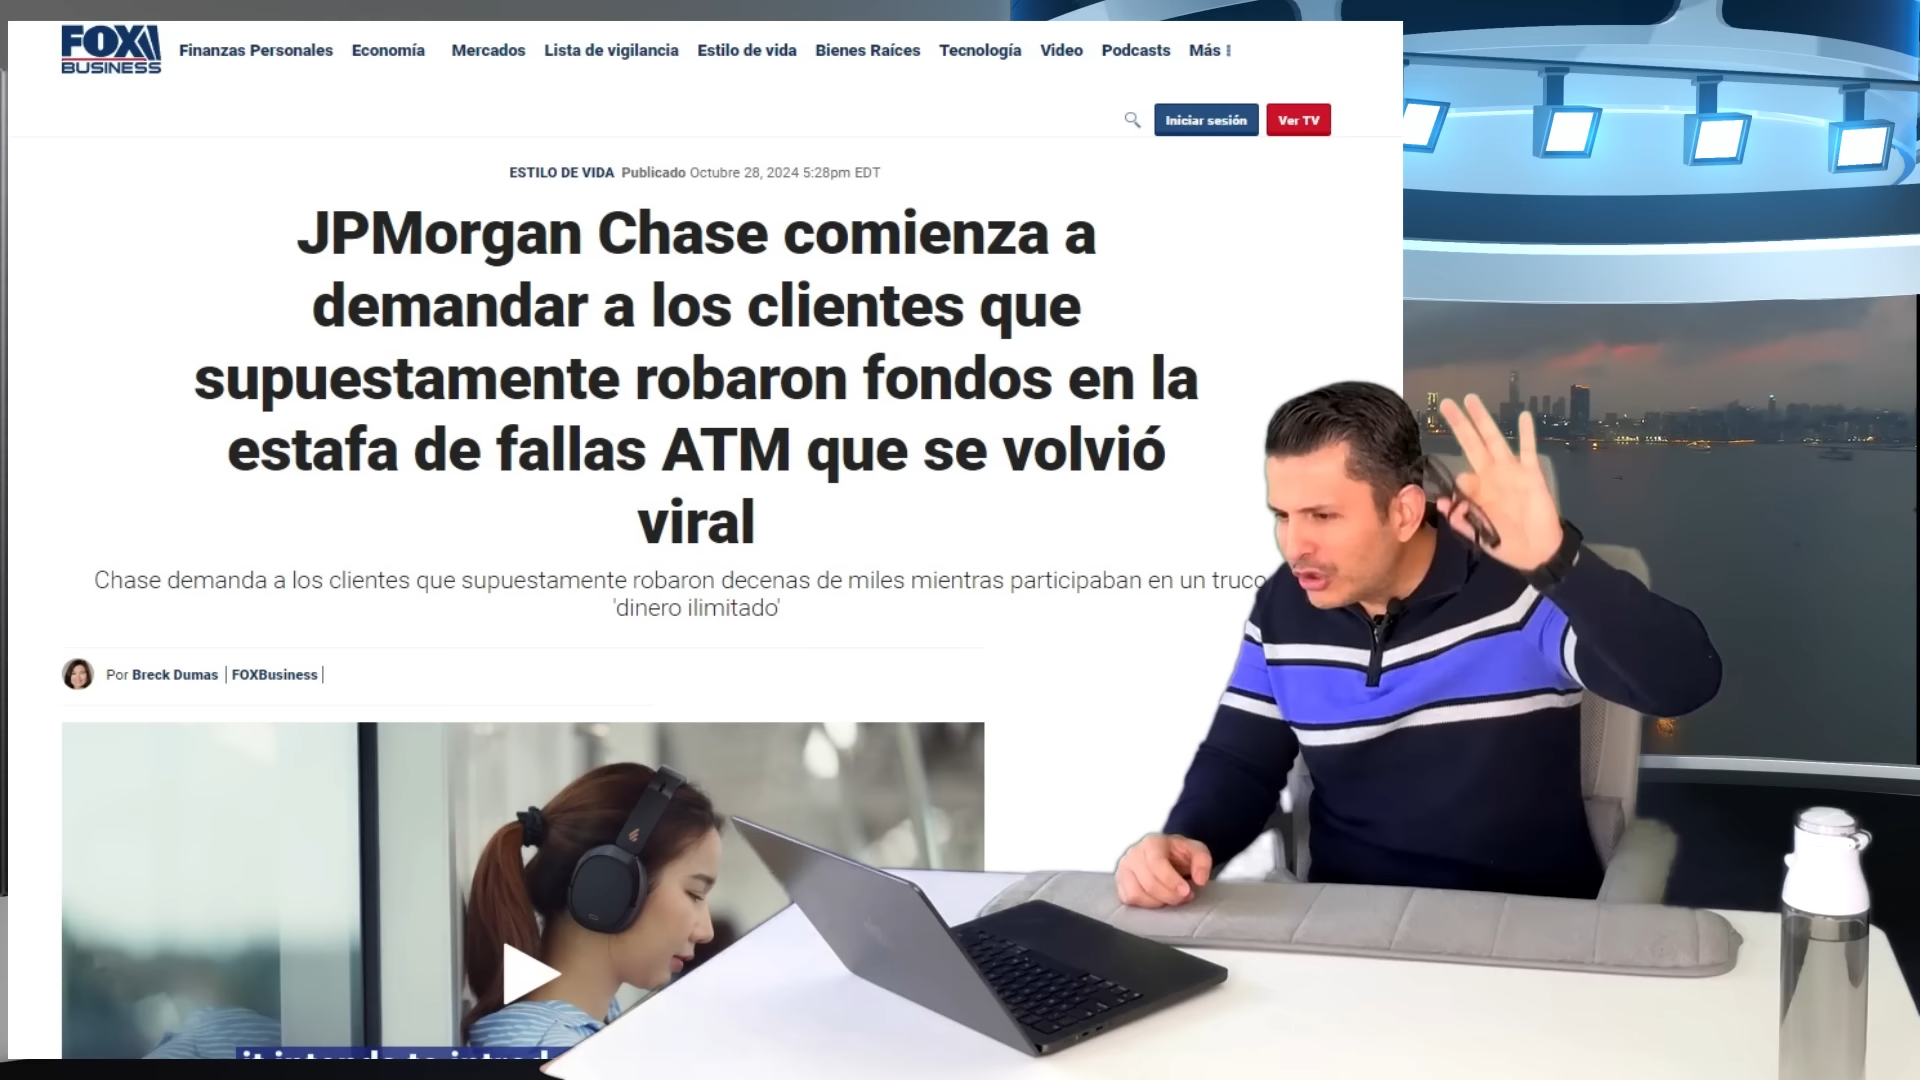 FOX
BUSINESS
Finanzas Personales Economía Mercados Lista de vigilancia Estilo de vida Bienes Raíces Tecnología Video Podcasts Más
Iniciar sesión Ver TV
ESTILO DE VIDA Publicado Octubre 28, 2024 5:28pm EDT
JPMorgan Chase comienza a
demandar a los clientes que
supuestamente robaron fondos en la
estafa de fallas ATM que se volvió
viral
Chase demanda a los clientes que supuestamente robaron decenas de miles mientras participaban en un truco
'dinero ilimitado'
Por Breck Dumas | FOXBusiness |